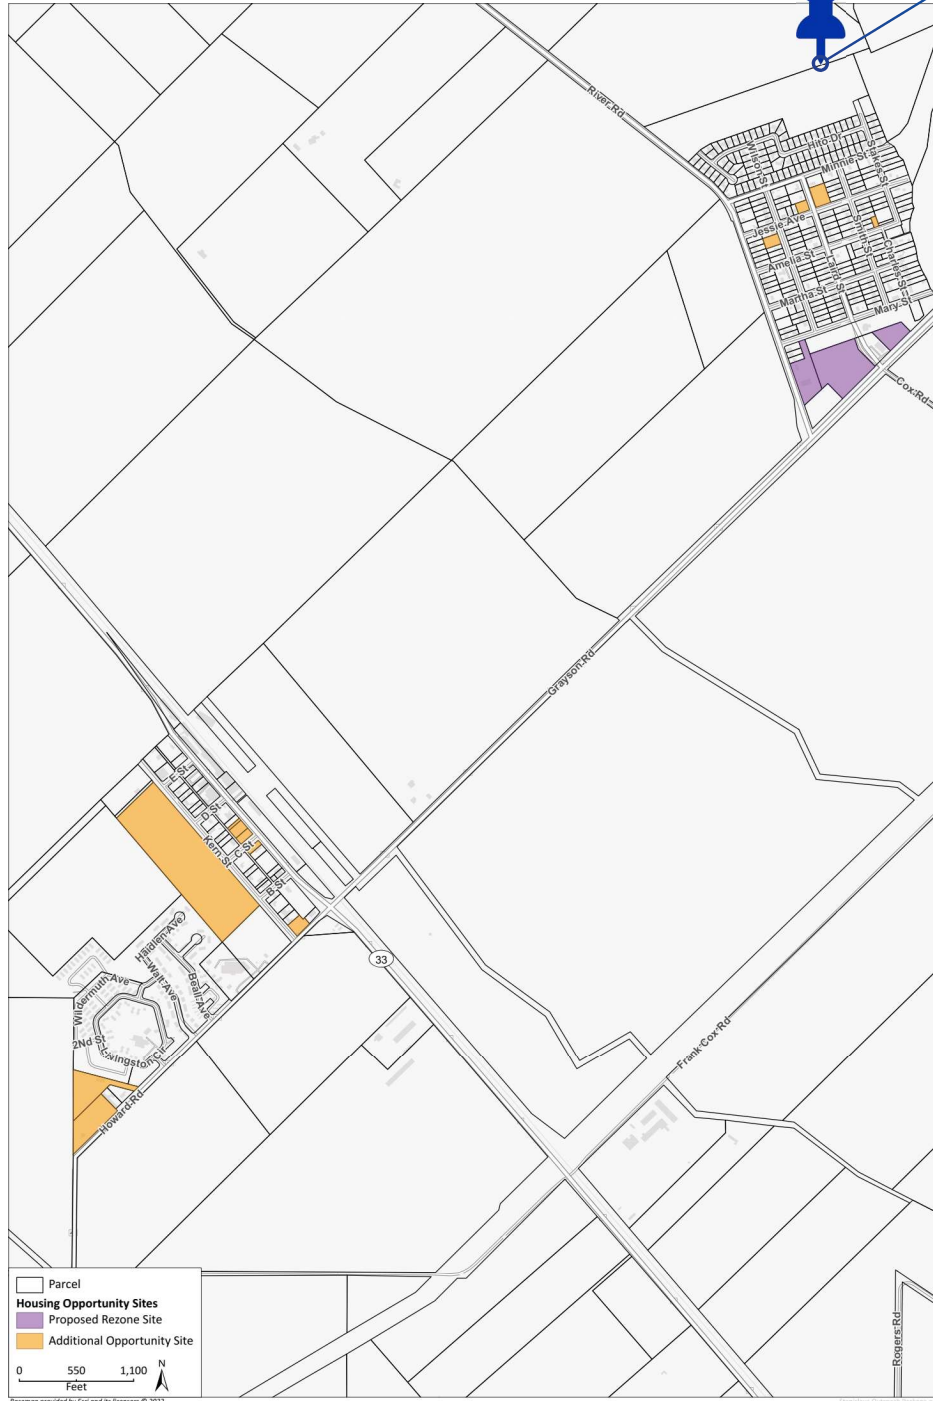 River Rd
Hito Dr
Wilson St
Minnie St
Stakes St
Jessie Ave
Smith St
Charles St
Amelia St
Laird St
Martha St
Mary St
Cox Rd
Grayson Rd
E St
D St
C St
Kern St
B St
33
Haidlen Ave
Walt Ave
Beall Ave
Wildermuth Ave
2Nd St
Livingston Cir
Howard Rd
Frank Cox Rd
Rogers Rd
Parcel
Housing Opportunity Sites
Proposed Rezone Site
Additional Opportunity Site
0 550 1,100
Feet
N